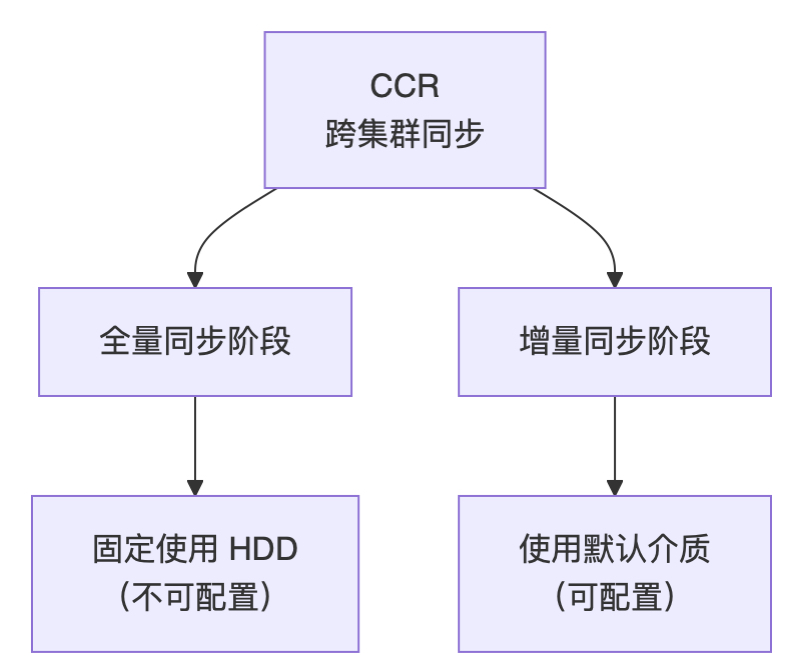 CCR
跨集群同步
全量同步阶段
增量同步阶段
固定使用 HDD
（不可配置）
使用默认介质
（可配置）